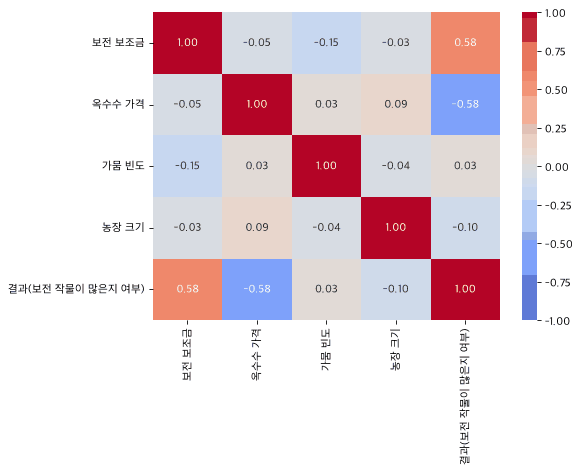 보전 보조금 1.00 -0.05 -0.15 -0.03 0.58
옥수수 가격 -0.05 1.00 0.03 0.09 -0.58
가뭄 빈도 -0.15 0.03 1.00 -0.04 0.03
농장 크기 -0.03 0.09 -0.04 1.00 -0.10
결과(보전 작물이 많은지 여부) 0.58 -0.58 0.03 -0.10 1.00
보전 보조금
옥수수 가격
가뭄 빈도
농장 크기
결과(보전 작물이 많은지 여부)
1.00
0.75
0.50
0.25
0.00
-0.25
-0.50
-0.75
-1.00